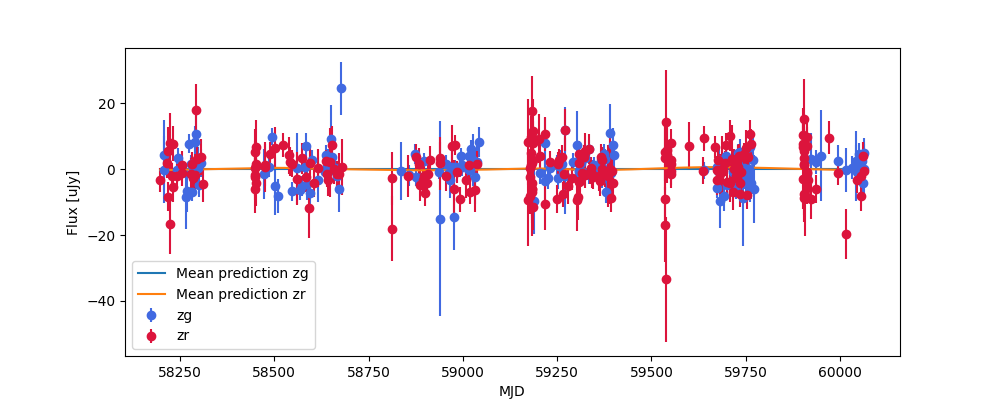 20
0
−20
−40
Flux [uJy]
Mean prediction zg
Mean prediction zr
zg
zr
58250 58500 58750 59000 59250 59500 59750 60000
MJD